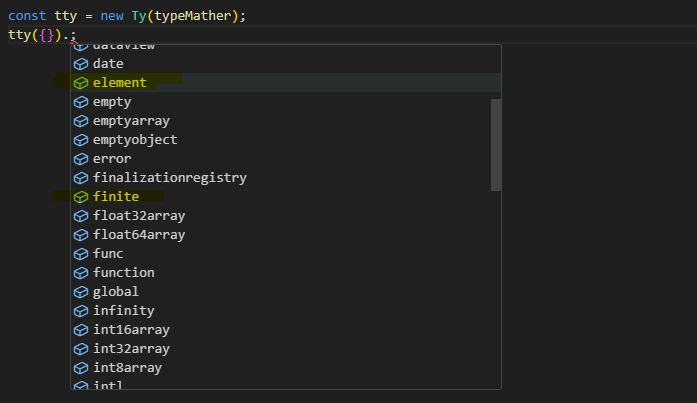 const tty = new Ty(typeMather);
tty({}).;
dataview
date
element
empty
emptyarray
emptyobject
error
finalizationregistry
finite
float32array
float64array
func
function
global
infinity
int16array
int32array
int8array
intl